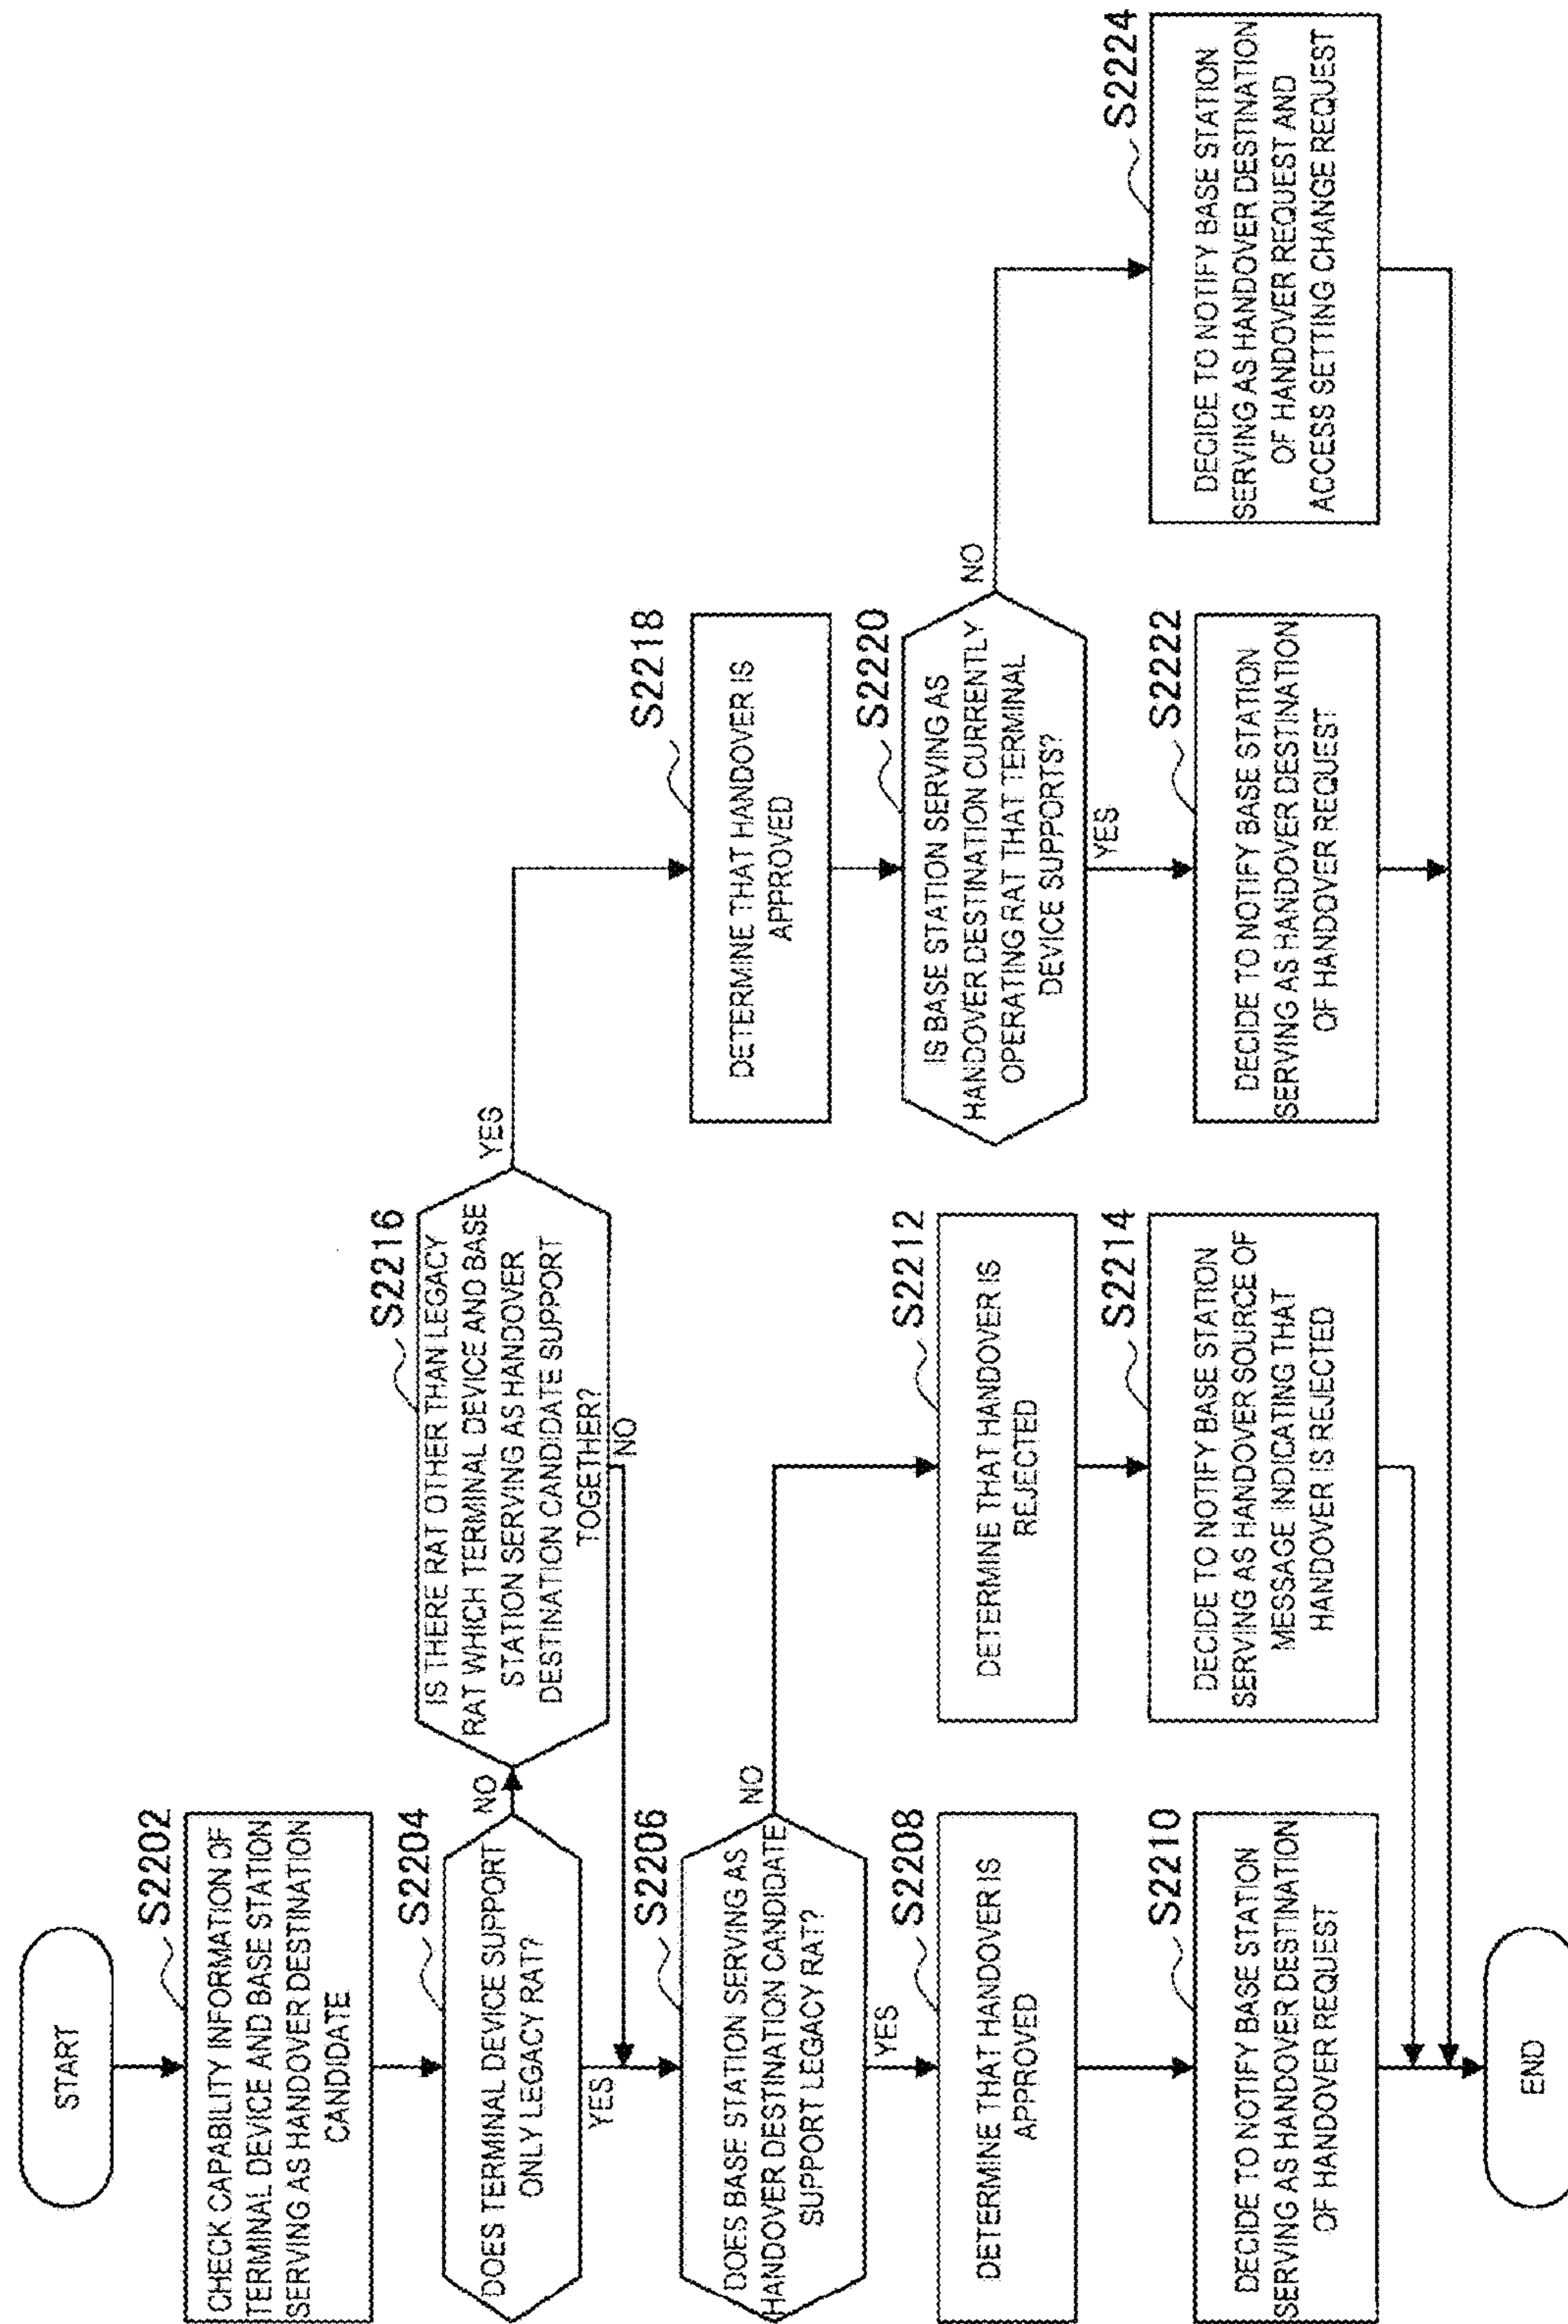 START
S2202
CHECK CAPABILITY INFORMATION OF
TERMINAL DEVICE AND BASE STATION
SERVING AS HANDOVER DESTINATION
CANDIDATE
S2204
DOES TERMINAL DEVICE SUPPORT
ONLY LEGACY RAT?
NO
YES
S2216
IS THERE RAT OTHER THAN LEGACY
RAT WHICH TERMINAL DEVICE AND BASE
STATION SERVING AS HANDOVER
DESTINATION CANDIDATE SUPPORT
TOGETHER?
YES
NO
S2206
DOES BASE STATION SERVING AS
HANDOVER DESTINATION CANDIDATE
SUPPORT LEGACY RAT?
NO
YES
S2208
DETERMINE THAT HANDOVER IS
APPROVED
S2210
DECIDE TO NOTIFY BASE STATION
SERVING AS HANDOVER DESTINATION
OF HANDOVER REQUEST
S2212
DETERMINE THAT HANDOVER IS
REJECTED
S2214
DECIDE TO NOTIFY BASE STATION
SERVING AS HANDOVER SOURCE OF
MESSAGE INDICATING THAT
HANDOVER IS REJECTED
S2218
DETERMINE THAT HANDOVER IS
APPROVED
S2220
IS BASE STATION SERVING AS
HANDOVER DESTINATION CURRENTLY
OPERATING RAT THAT TERMINAL
DEVICE SUPPORTS?
NO
YES
S2222
DECIDE TO NOTIFY BASE STATION
SERVING AS HANDOVER DESTINATION
OF HANDOVER REQUEST
S2224
DECIDE TO NOTIFY BASE STATION
SERVING AS HANDOVER DESTINATION
OF HANDOVER REQUEST AND
ACCESS SETTING CHANGE REQUEST
END